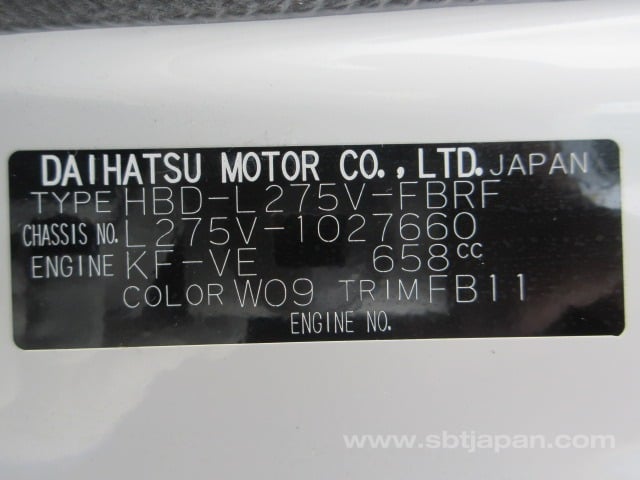 DAIHATSU MOTOR CO., LTD. JAPAN
TYPE HBD-L275V-FBRF
CHASSIS NO. L275V-1027660
ENGINE KF-VE 658CC
COLOR W09 TRIM FB11
ENGINE NO.
www.sbtjapan.com